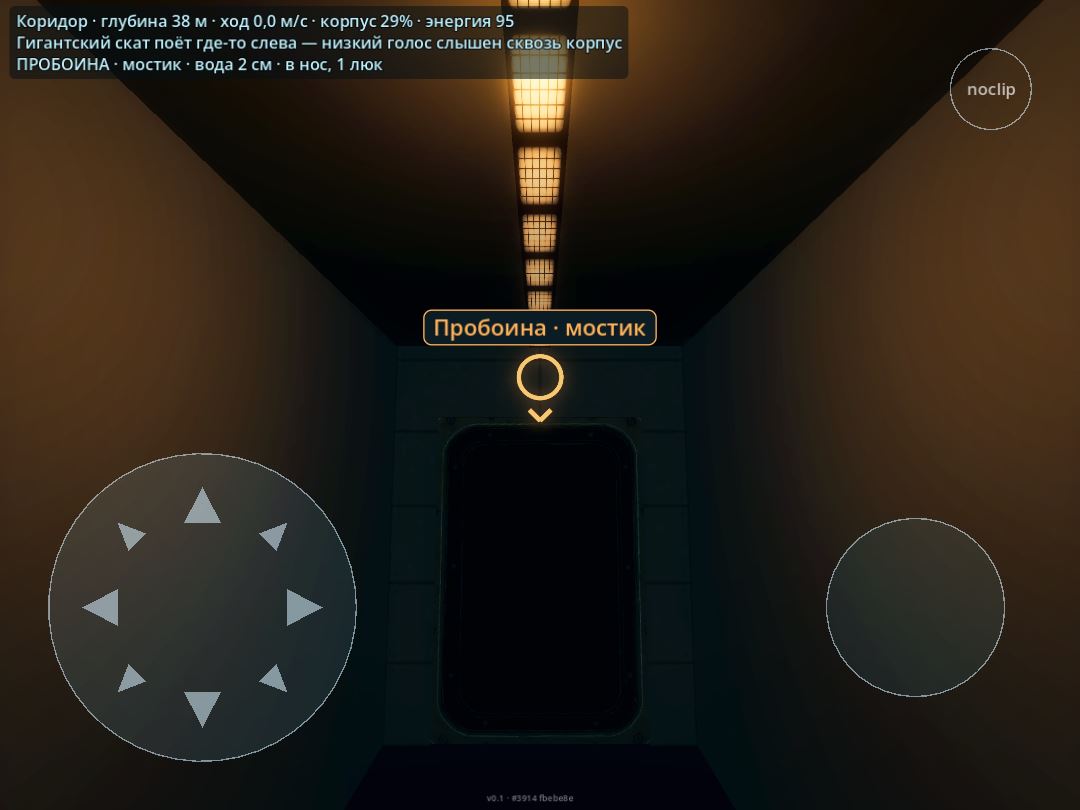 Коридор · глубина 38 м · ход 0,0 м/с · корпус 29% · энергия 95
Гигантский скат поёт где-то слева — низкий голос слышен сквозь корпус
ПРОБОИНА · мостик · вода 2 см · в нос, 1 люк
noclip
Пробоина · мостик
v0.1 · #3914 fbebe8e